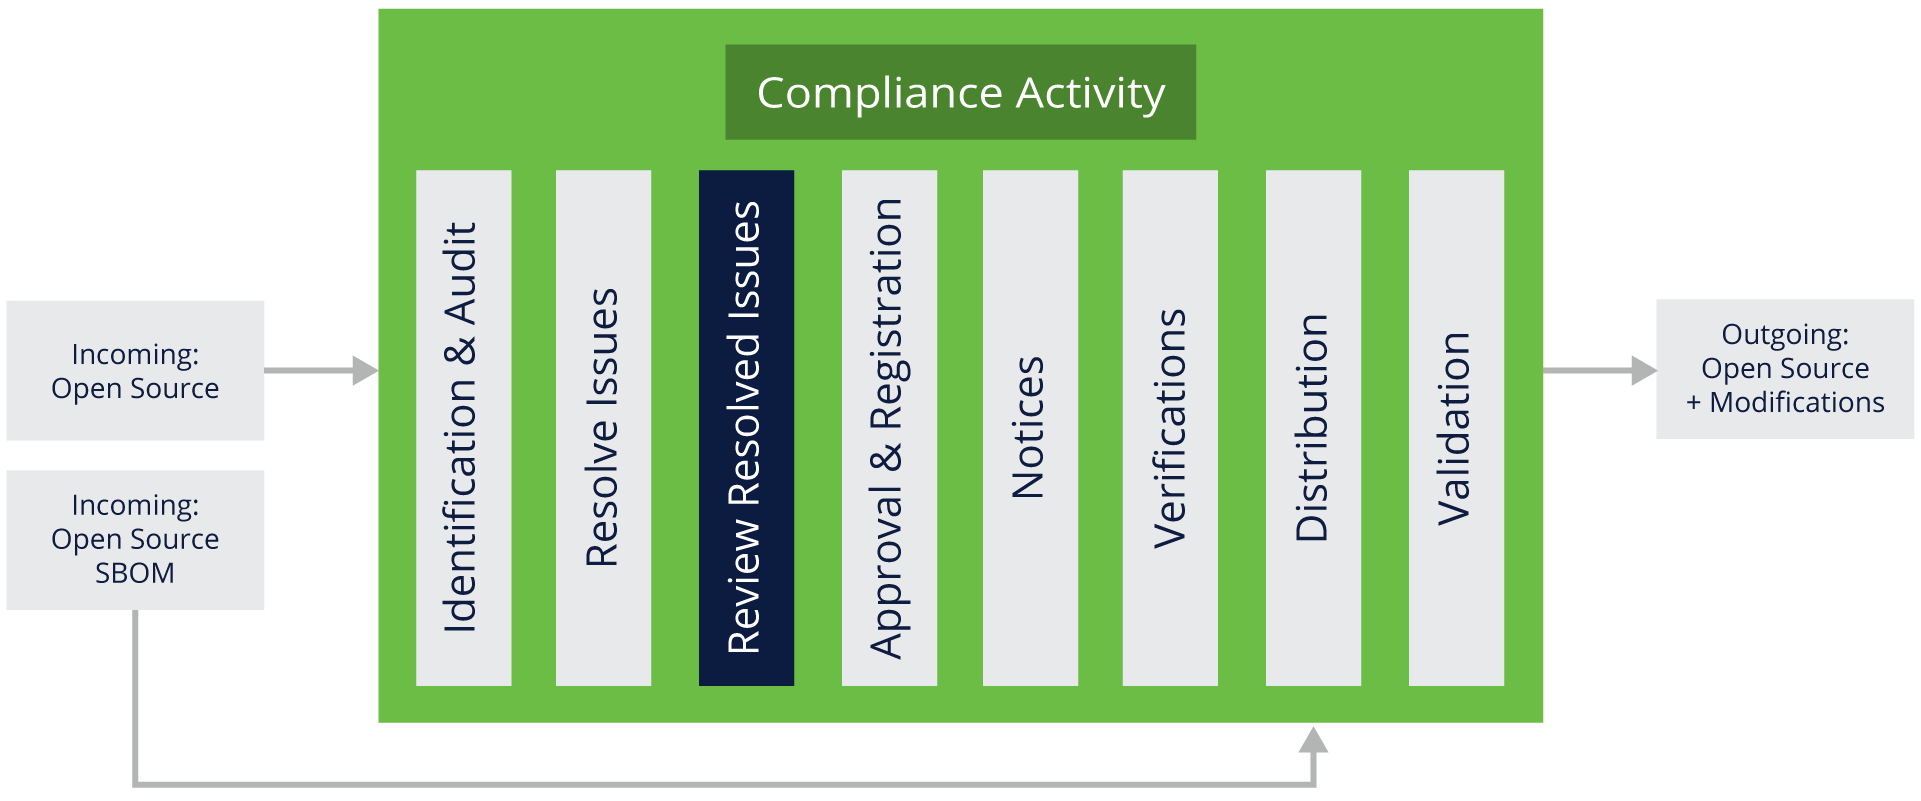 Compliance Activity
Incoming:
Open Source
Incoming:
Open Source
SBOM
Identification & Audit
Resolve Issues
Review Resolved Issues
Approval & Registration
Notices
Verifications
Distribution
Validation
Outgoing:
Open Source
+ Modifications